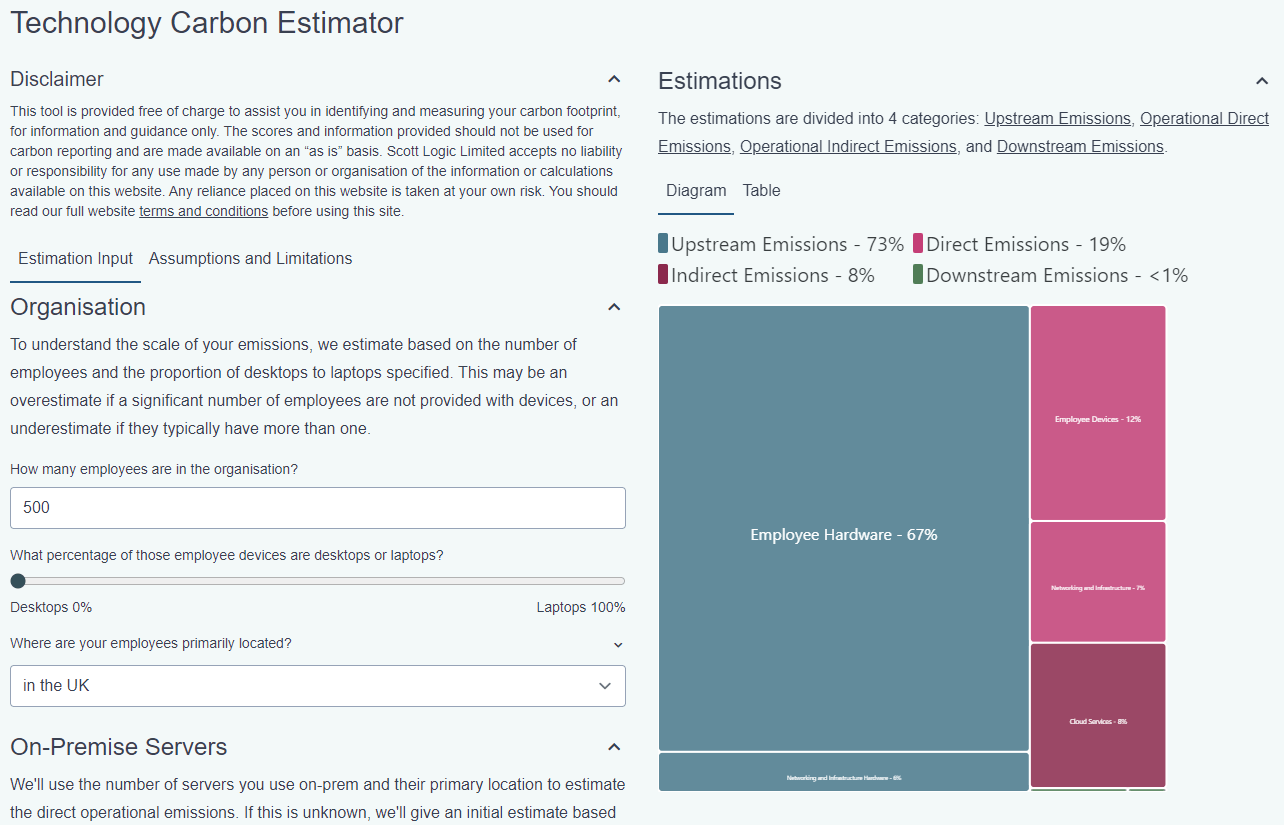 Technology Carbon Estimator
Disclaimer
This tool is provided free of charge to assist you in identifying and measuring your carbon footprint,
for information and guidance only. The scores and information provided should not be used for
carbon reporting and are made available on an “as is” basis. Scott Logic Limited accepts no liability
or responsibility for any use made by any person or organisation of the information or calculations
available on this website. Any reliance placed on this website is taken at your own risk. You should
read our full website terms and conditions before using this site.
Estimation Input Assumptions and Limitations
Organisation
To understand the scale of your emissions, we estimate based on the number of
employees and the proportion of desktops to laptops specified. This may be an
overestimate if a significant number of employees are not provided with devices, or an
underestimate if they typically have more than one.
How many employees are in the organisation?
500
What percentage of those employee devices are desktops or laptops?
Desktops 0% Laptops 100%
Where are your employees primarily located?
in the UK
On-Premise Servers
We'll use the number of servers you use on-prem and their primary location to estimate
the direct operational emissions. If this is unknown, we'll give an initial estimate based
Estimations
The estimations are divided into 4 categories: Upstream Emissions, Operational Direct
Emissions, Operational Indirect Emissions, and Downstream Emissions.
Diagram Table
Upstream Emissions - 73% Direct Emissions - 19%
Indirect Emissions - 8% Downstream Emissions - <1%
Employee Hardware - 67%
Networking and Infrastructure Hardware - 6%
Employee Devices - 12%
Networking and Infrastructure - 7%
Cloud Services - 8%